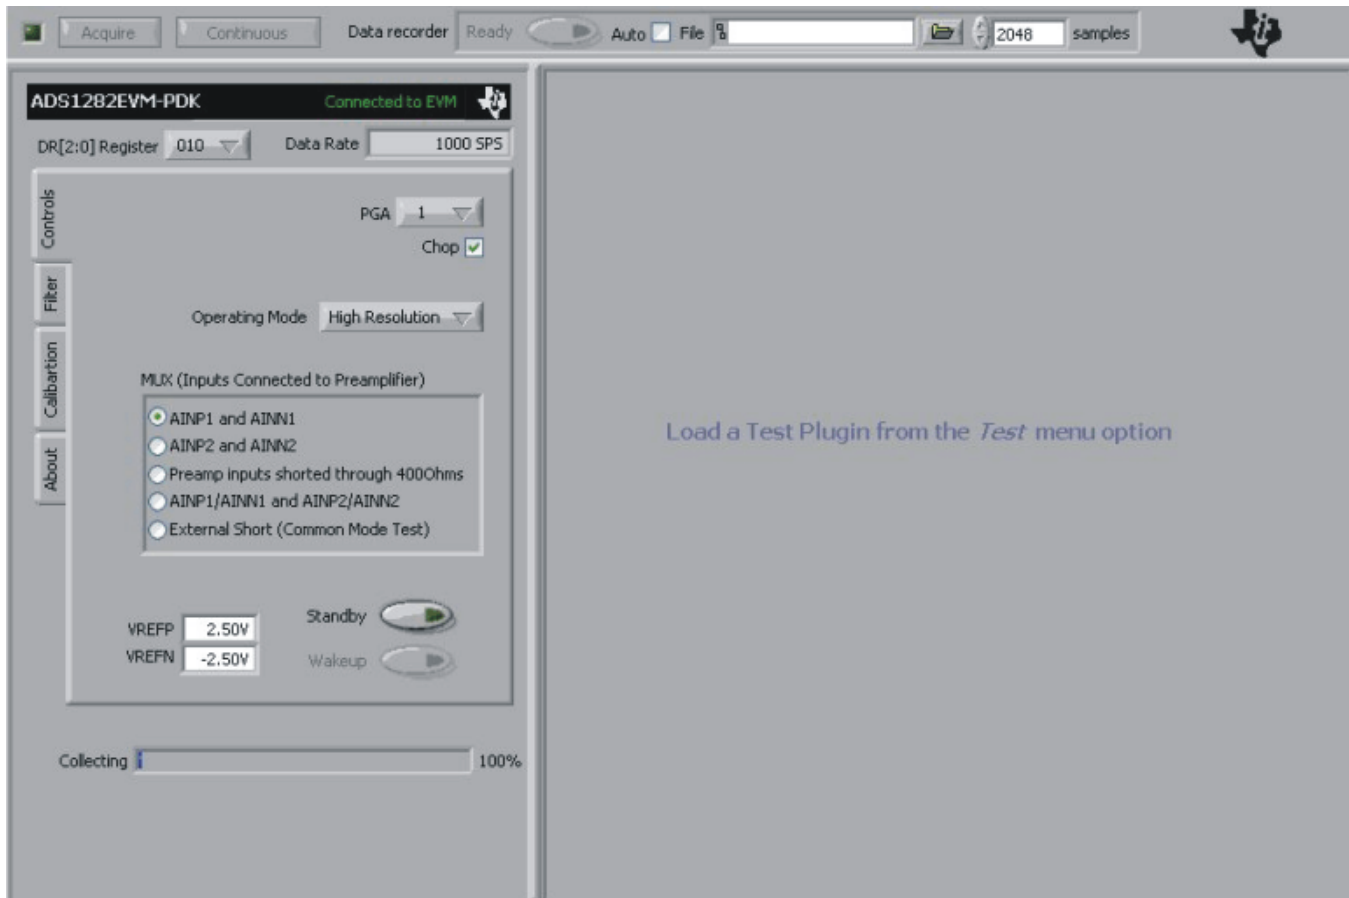 Acquire Continuous Data recorder Ready Auto File 2048 samples
ADS1282EVM-PDK Connected to EVM
DR[2:0] Register 010 Data Rate 1000 SPS
Controls
Filter
Calibartion
About
PGA 1
Chop
Operating Mode High Resolution
MUX (Inputs Connected to Preamplifier)
AINP1 and AINN1
AINP2 and AINN2
Preamp inputs shorted through 400Ohms
AINP1/AINN1 and AINP2/AINN2
External Short (Common Mode Test)
VREFP 2.50V
VREFN -2.50V
Standby
Wakeup
Collecting 100%
Load a Test Plugin from the Test menu option